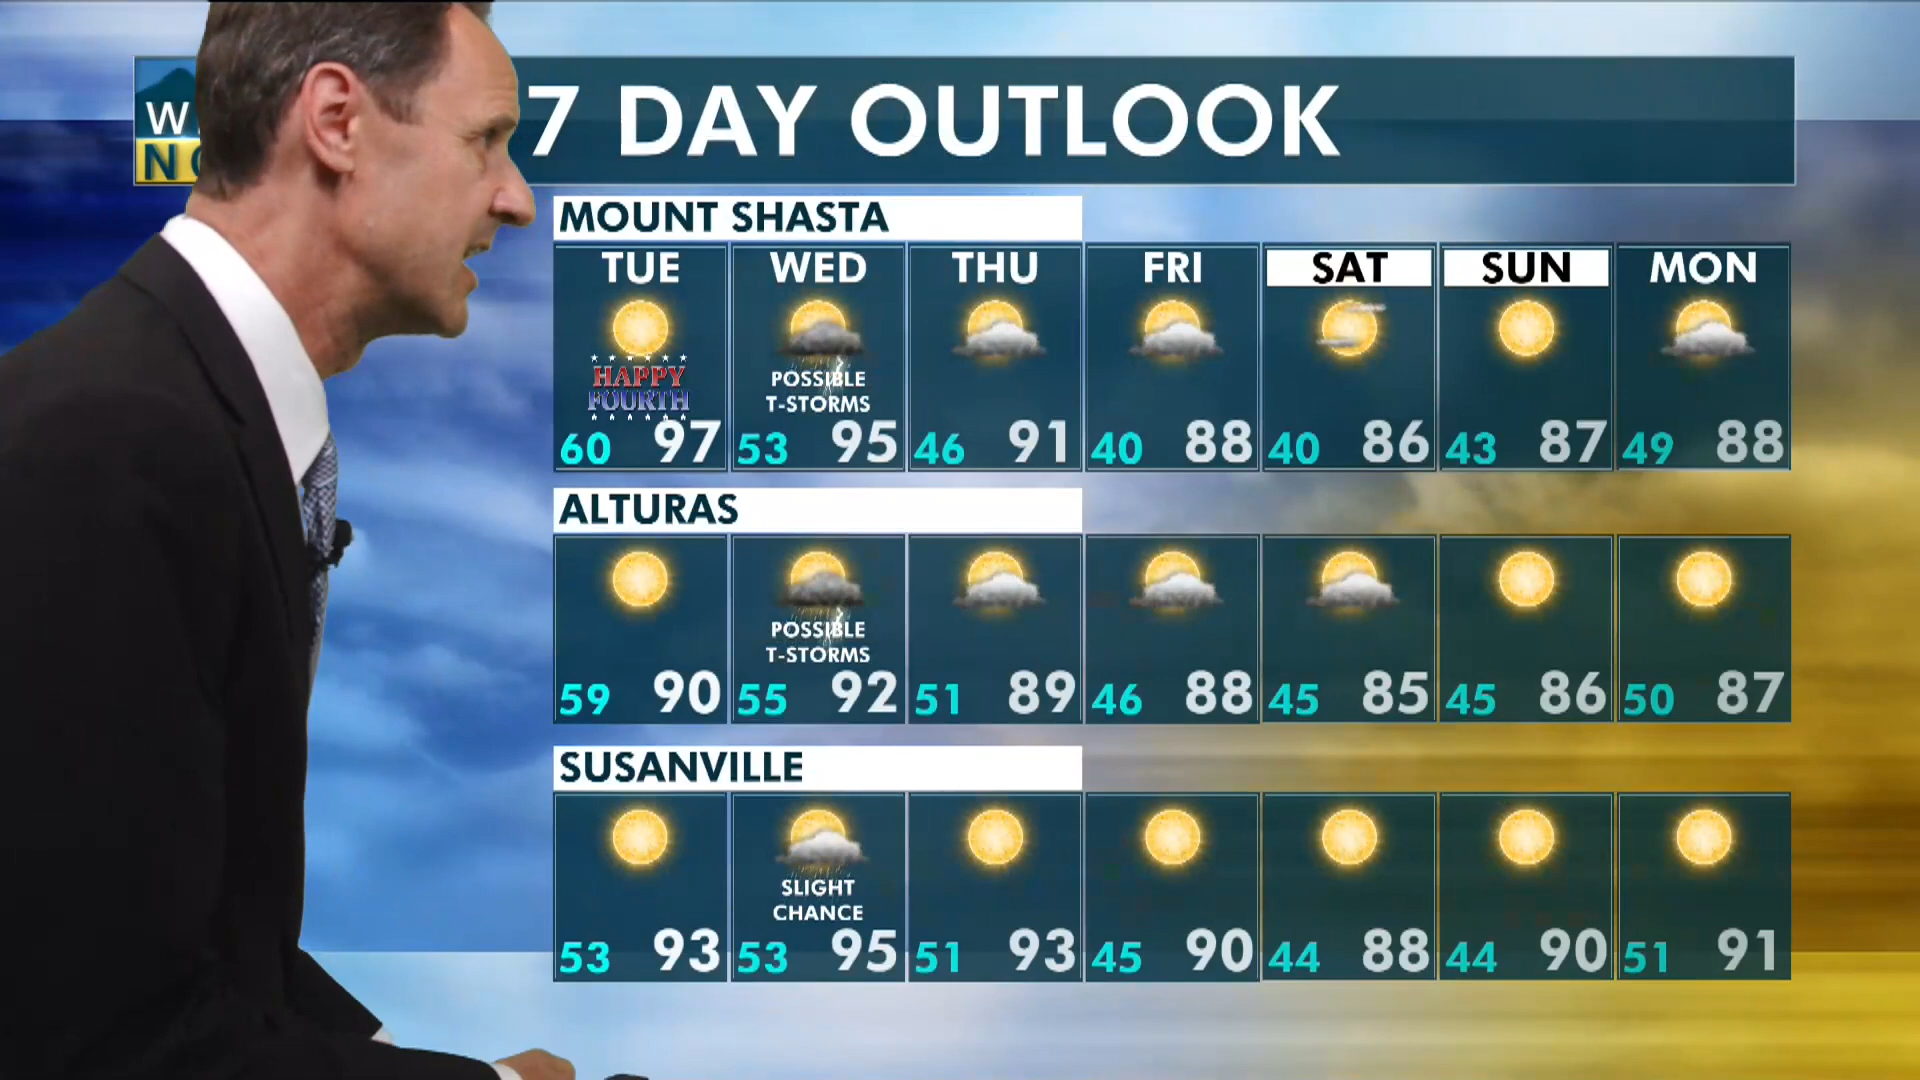 7 DAY OUTLOOK
MOUNT SHASTA
TUE WED THU FRI SAT SUN MON
HAPPY
FOURTH
POSSIBLE
T-STORMS
60 97 53 95 46 91 40 88 40 86 43 87 49 88
ALTURAS
POSSIBLE
T-STORMS
59 90 55 92 51 89 46 88 45 85 45 86 50 87
SUSANVILLE
SLIGHT
CHANCE
53 93 53 95 51 93 45 90 44 88 44 90 51 91